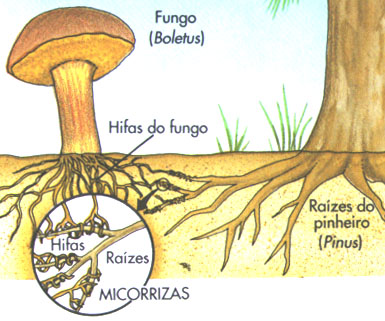 Fungo
(Boletus)
Hifas do fungo
Raízes do
pinheiro
(Pinus)
Hifas
Raízes
MICORRIZAS